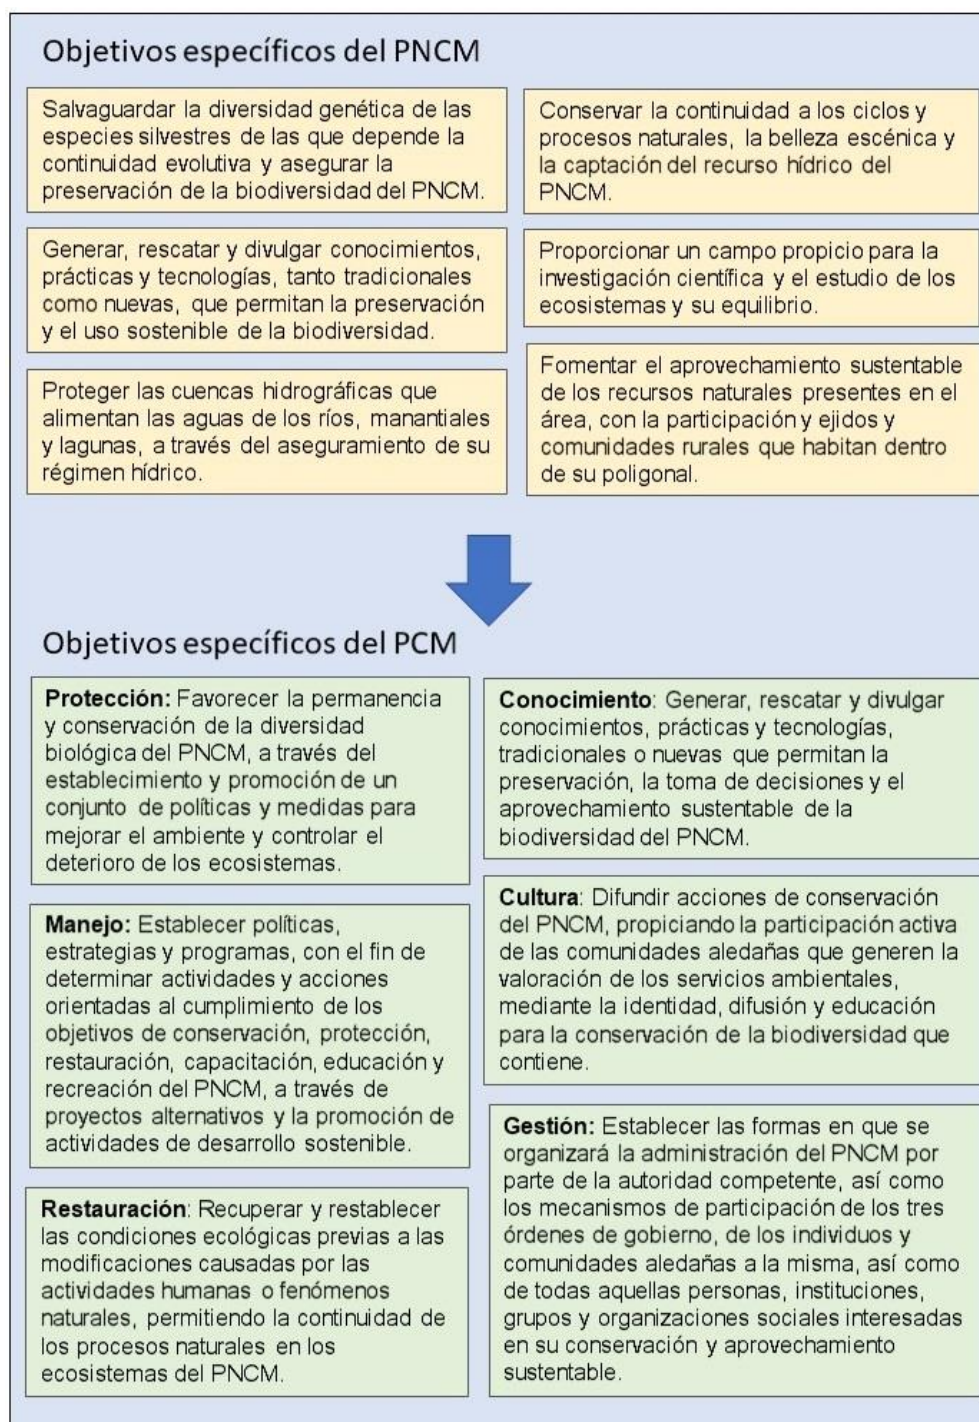 Objetivos específicos del PNCM
Salvaguardar la diversidad genética de las
especies silvestres de las que depende la
continuidad evolutiva y asegurar la
preservación de la biodiversidad del PNCM.
Conservar la continuidad a los ciclos y
procesos naturales, la belleza escénica y
la captación del recurso hídrico del
PNCM.
Generar, rescatar y divulgar conocimientos,
prácticas y tecnologías, tanto tradicionales
como nuevas, que permitan la preservación
y el uso sostenible de la biodiversidad.
Proporcionar un campo propicio para la
investigación científica y el estudio de los
ecosistemas y su equilibrio.
Proteger las cuencas hidrográficas que
alimentan las aguas de los ríos, manantiales
y lagunas, a través del aseguramiento de su
régimen hídrico.
Fomentar el aprovechamiento sustentable
de los recursos naturales presentes en el
área, con la participación y ejidos y
comunidades rurales que habitan dentro
de su poligonal.
Objetivos específicos del PCM
Protección: Favorecer la permanencia
y conservación de la diversidad
biológica del PNCM, a través del
establecimiento y promoción de un
conjunto de políticas y medidas para
mejorar el ambiente y controlar el
deterioro de los ecosistemas.
Conocimiento: Generar, rescatar y divulgar
conocimientos, prácticas y tecnologías,
tradicionales o nuevas que permitan la
preservación, la toma de decisiones y el
aprovechamiento sustentable de la
biodiversidad del PNCM.
Manejo: Establecer políticas,
estrategias y programas, con el fin de
determinar actividades y acciones
orientadas al cumplimiento de los
objetivos de conservación, protección,
restauración, capacitación, educación y
recreación del PNCM, a través de
proyectos alternativos y la promoción de
actividades de desarrollo sostenible.
Cultura: Difundir acciones de conservación
del PNCM, propiciando la participación activa
de las comunidades aledañas que generen la
valoración de los servicios ambientales,
mediante la identidad, difusión y educación
para la conservación de la biodiversidad que
contiene.
Restauración: Recuperar y restablecer
las condiciones ecológicas previas a las
modificaciones causadas por las
actividades humanas o fenómenos
naturales, permitiendo la continuidad de
los procesos naturales en los
ecosistemas del PNCM.
Gestión: Establecer las formas en que se
organizará la administración del PNCM por
parte de la autoridad competente, así como
los mecanismos de participación de los tres
órdenes de gobierno, de los individuos y
comunidades aledañas a la misma, así como
de todas aquellas personas, instituciones,
grupos y organizaciones sociales interesadas
en su conservación y aprovechamiento
sustentable.